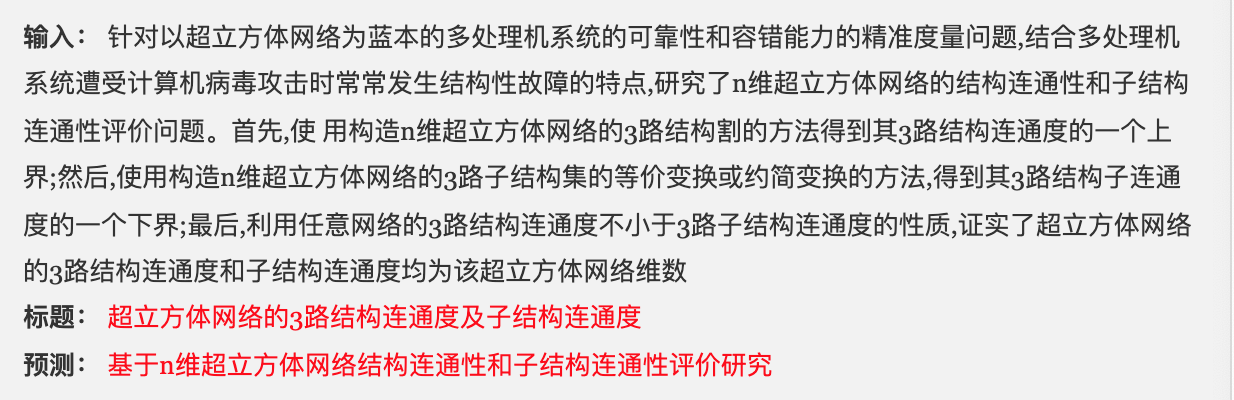 输入： 针对以超立方体网络为蓝本的多处理机系统的可靠性和容错能力的精准度量问题,结合多处理机
系统遭受计算机病毒攻击时常常发生结构性故障的特点,研究了n维超立方体网络的结构连通性和子结构
连通性评价问题。首先,使 用构造n维超立方体网络的3路结构割的方法得到其3路结构连通度的一个上
界;然后,使用构造n维超立方体网络的3路子结构集的等价变换或约简变换的方法,得到其3路结构子连通
度的一个下界;最后,利用任意网络的3路结构连通度不小于3路子结构连通度的性质,证实了超立方体网络
的3路结构连通度和子结构连通度均为该超立方体网络维数
标题： 超立方体网络的3路结构连通度及子结构连通度
预测： 基于n维超立方体网络结构连通性和子结构连通性评价研究